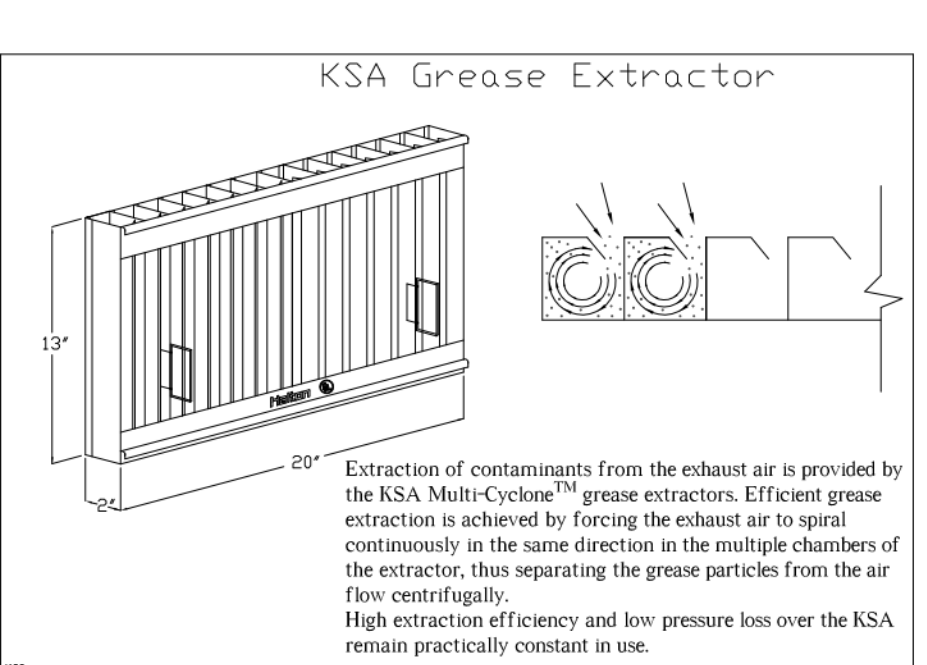 KSA Grease Extractor
13"
Halton
20"
2"
Extraction of contaminants from the exhaust air is provided by
the KSA Multi-Cyclone™ grease extractors. Efficient grease
extraction is achieved by forcing the exhaust air to spiral
continuously in the same direction in the multiple chambers of
the extractor, thus separating the grease particles from the air
flow centrifugally.
High extraction efficiency and low pressure loss over the KSA
remain practically constant in use.